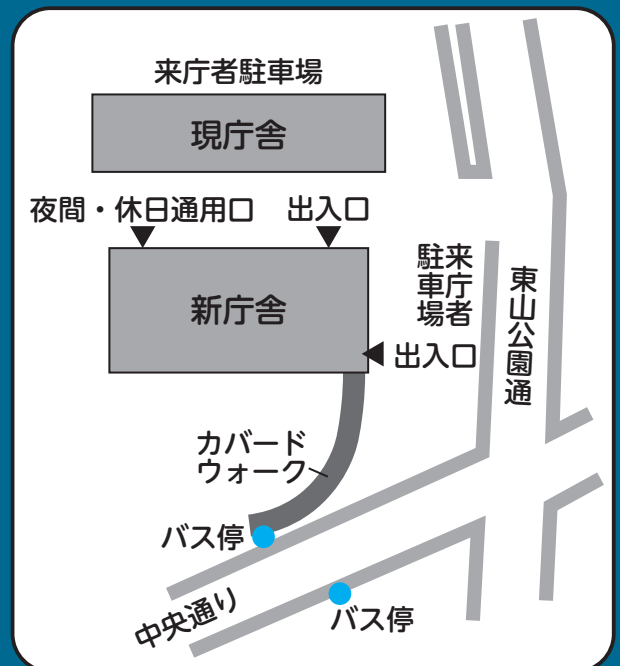 来庁者駐車場
現庁舎
夜間・休日通用口
出入口
新庁舎
来庁者
駐車場
東山公園通
出入口
カバード
ウォーク
バス停
中央通り
バス停